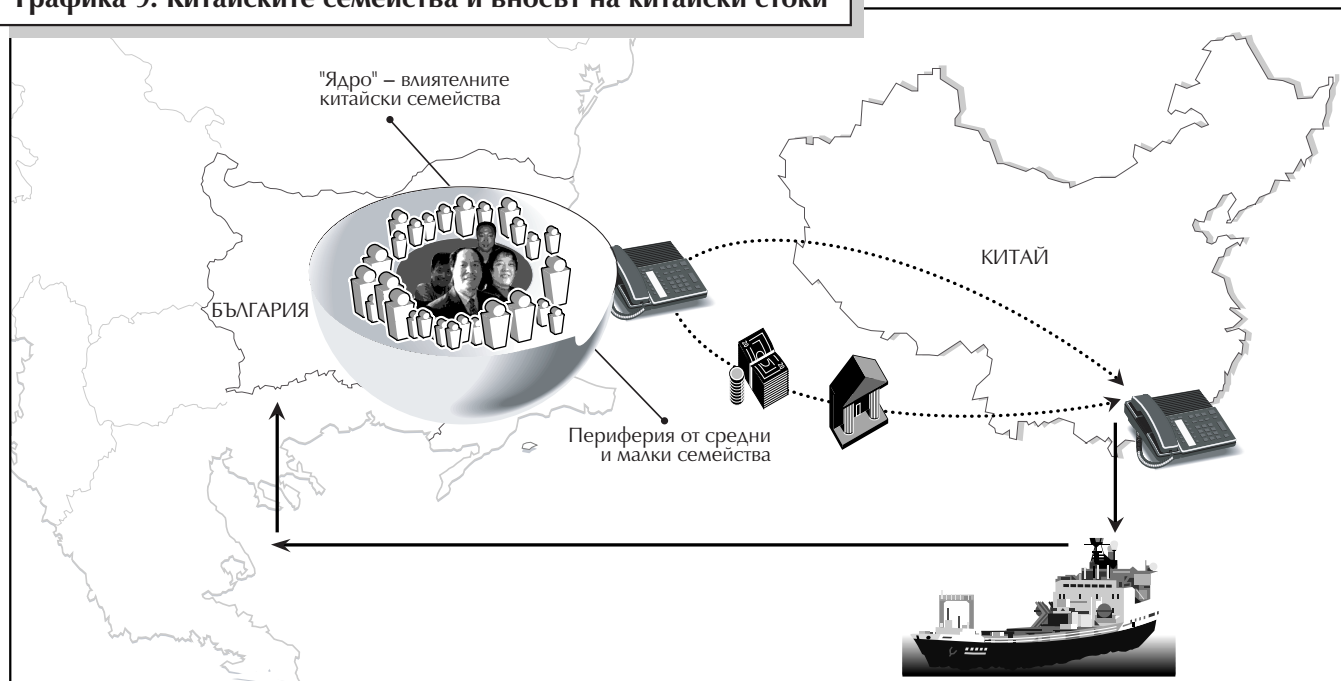 Графика 9. Китайските семейства и вносът на китайски стоки
"Ядро" – влиятелните
китайски семейства
КИТАЙ
БЪЛГАРИЯ
Периферия от средни
и малки семейства